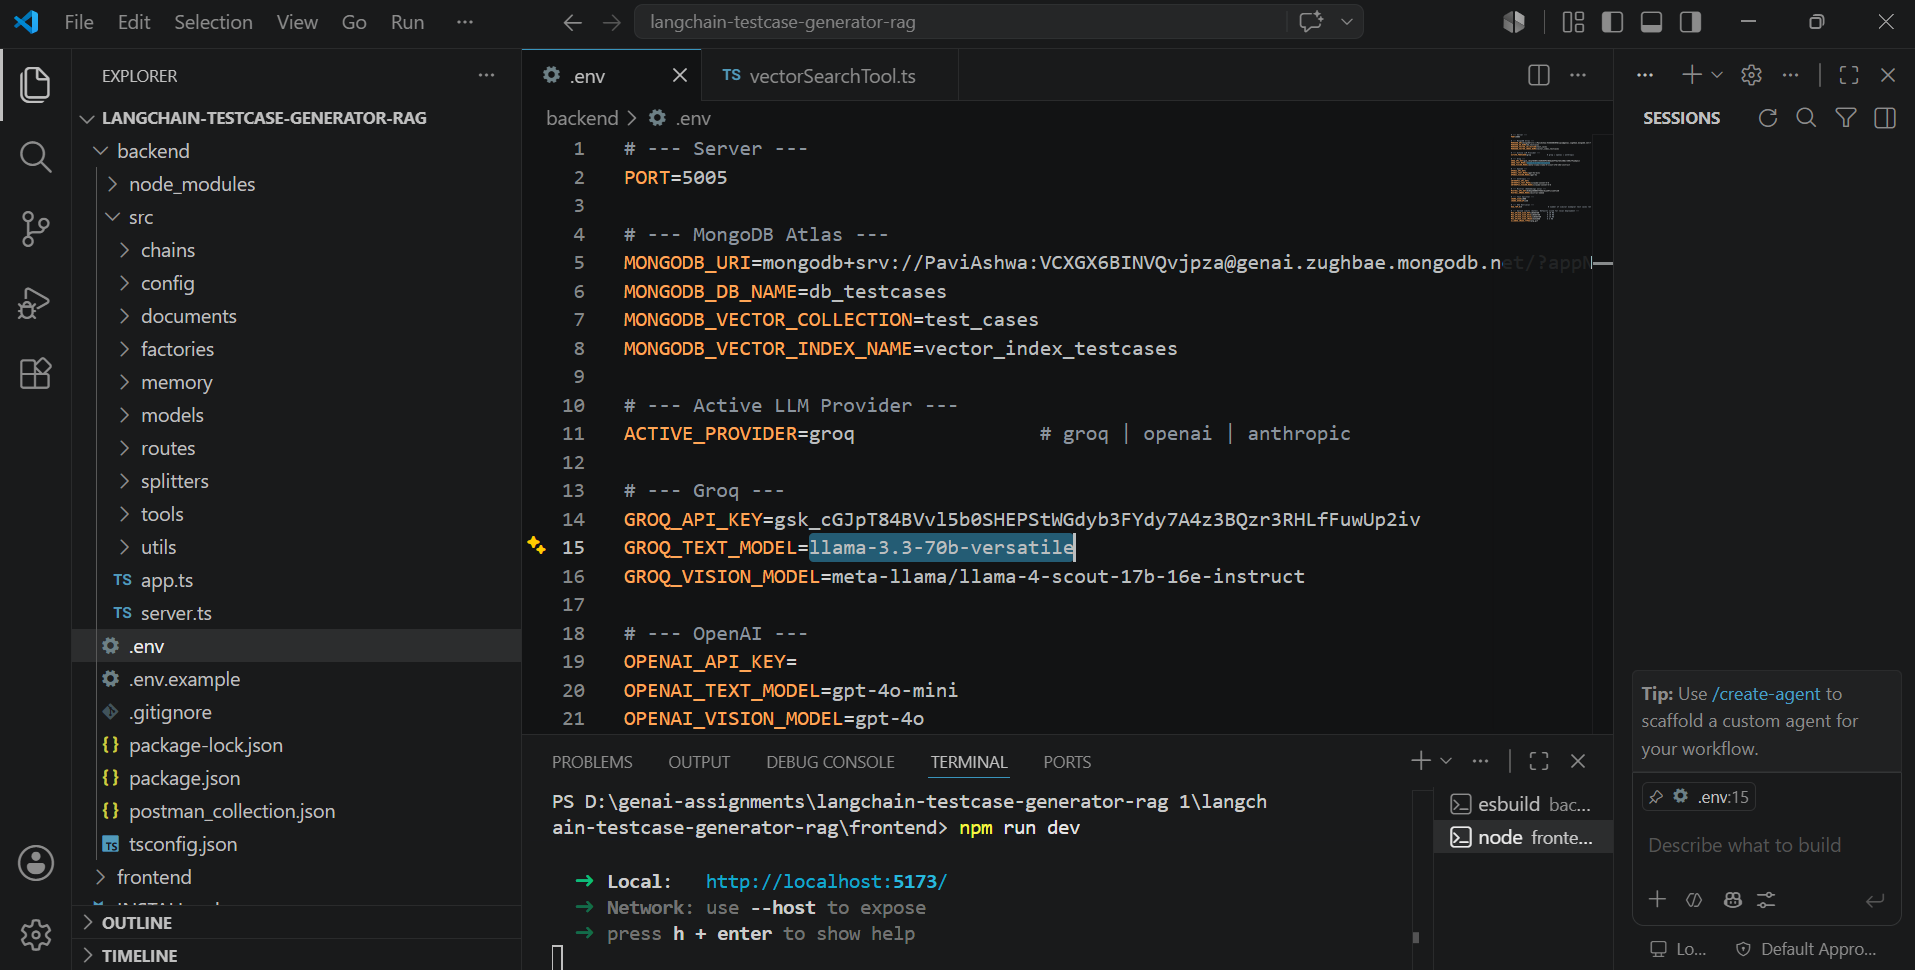 File Edit Selection View Go Run ···
langchain-testcase-generator-rag
EXPLORER
LANGCHAIN-TESTCASE-GENERATOR-RAG
backend
node_modules
src
chains
config
documents
factories
memory
models
routes
splitters
tools
utils
TS app.ts
TS server.ts
.env
.env.example
.gitignore
{} package-lock.json
{} package.json
{} postman_collection.json
TS tsconfig.json
frontend
OUTLINE
TIMELINE
.env
TS vectorSearchTool.ts
backend > .env
1 # --- Server ---
2 PORT=5005
3
4 # --- MongoDB Atlas ---
5 MONGODB_URI=mongodb+srv://PaviAshwa:VCXGX6BINVQvjpza@genai.zughbae.mongodb.net/?app
6 MONGODB_DB_NAME=db_testcases
7 MONGODB_VECTOR_COLLECTION=test_cases
8 MONGODB_VECTOR_INDEX_NAME=vector_index_testcases
9
10 # --- Active LLM Provider ---
11 ACTIVE_PROVIDER=groq # groq | openai | anthropic
12
13 # --- Groq ---
14 GROQ_API_KEY=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
15 GROQ_TEXT_MODEL=llama-3.3-70b-versatile
16 GROQ_VISION_MODEL=meta-llama/llama-4-scout-17b-16e-instruct
17
18 # --- OpenAI ---
19 OPENAI_API_KEY=
20 OPENAI_TEXT_MODEL=gpt-4o-mini
21 OPENAI_VISION_MODEL=gpt-4o
PROBLEMS OUTPUT DEBUG CONSOLE TERMINAL PORTS
PS D:\genai-assignments\langchain-testcase-generator-rag 1\langch
ain-testcase-generator-rag\frontend> npm run dev
➜ Local: http://localhost:5173/
➜ Network: use --host to expose
➜ press h + enter to show help
esbuild bac...
node fronte...
SESSIONS
Tip: Use /create-agent to
scaffold a custom agent for
your workflow.
.env:15
Describe what to build
Lo...
Default Appro...